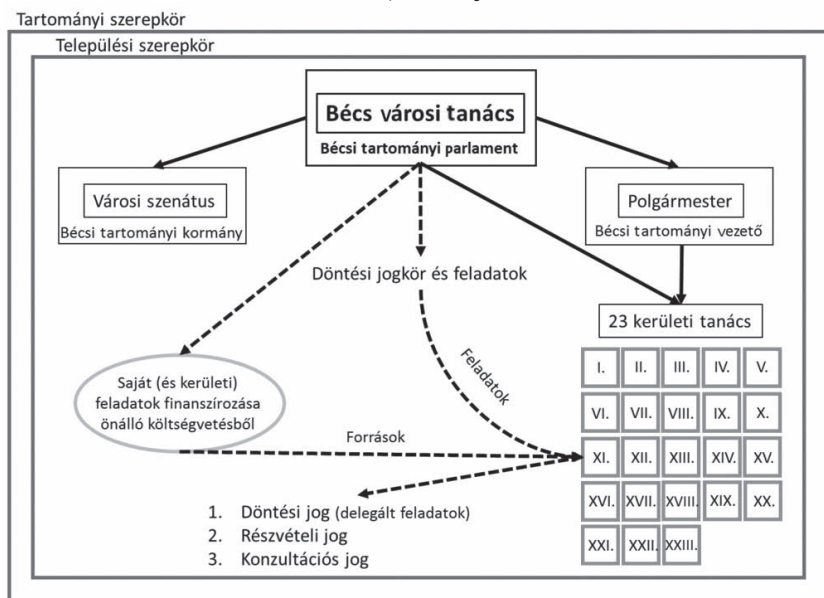 Tartományi szerepkör
Települési szerepkör
Bécs városi tanács
Bécsi tartományi parlament
Városi szenátus
Bécsi tartományi kormány
Polgármester
Bécsi tartományi vezető
Döntési jogkör és feladatok
23 kerületi tanács
Saját (és kerületi)
feladatok finanszírozása
önálló költségvetésből
Feladatok
Források
I. II. III. IV. V.
VI. VII. VIII. IX. X.
XI. XII. XIII. XIV. XV.
XVI. XVII. XVIII. XIX. XX.
XXI. XXII. XXIII.
1. Döntési jog (delegált feladatok)
2. Részvételi jog
3. Konzultációs jog